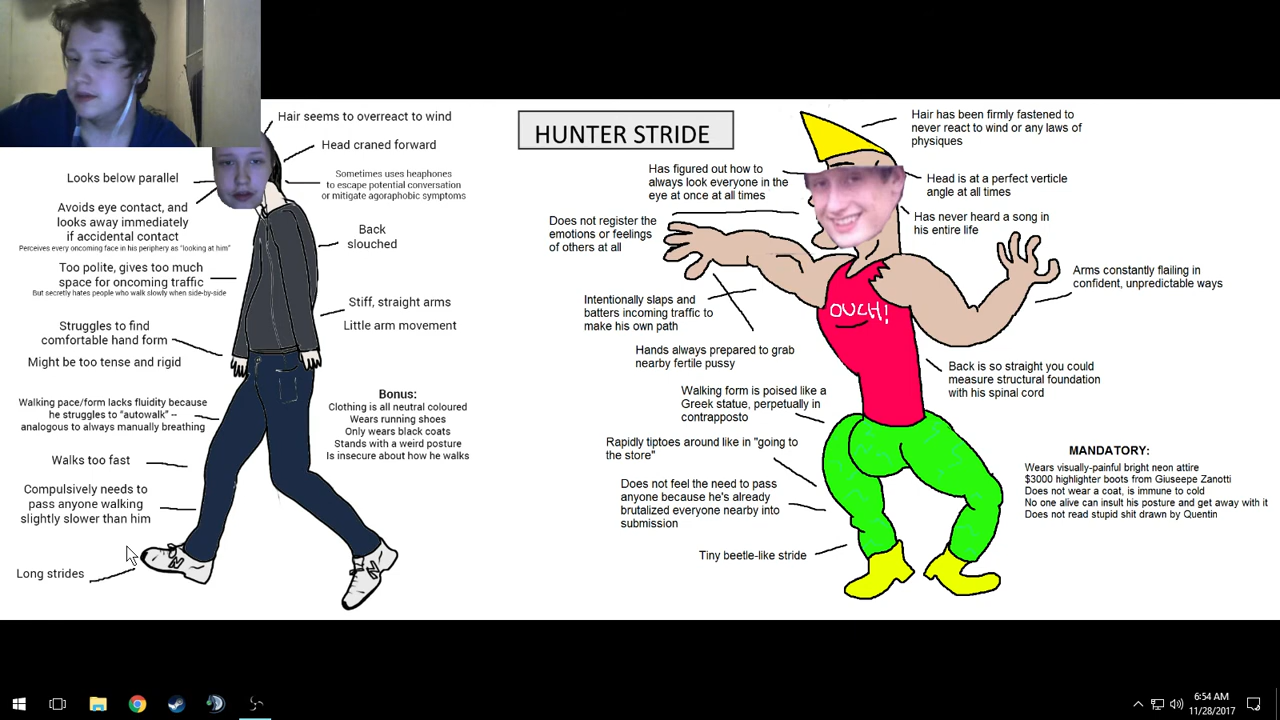 Hair seems to overreact to wind
Head craned forward
Looks below parallel
Sometimes uses heaphones
to escape potential conversation
or mitigate agoraphobic symptoms
Avoids eye contact, and
looks away immediately
if accidental contact
Perceives every oncoming face in his periphery as "looking at him"
Back
slouched
Too polite, gives too much
space for oncoming traffic
But secretly hates people who walk slowly when side-by-side
Stiff, straight arms
Little arm movement
Struggles to find
comfortable hand form
Might be too tense and rigid
Walking pace/form lacks fluidity because
he struggles to "autowalk" --
analogous to always manually breathing
Bonus:
Clothing is all neutral coloured
Wears running shoes
Only wears black coats
Stands with a weird posture
Is insecure about how he walks
Walks too fast
Compulsively needs to
pass anyone walking
slightly slower than him
Long strides
HUNTER STRIDE
Hair has been firmly fastened to
never react to wind or any laws of
physiques
Has figured out how to
always look everyone in the
eye at once at all times
Head is at a perfect verticle
angle at all times
Does not register the
emotions or feelings
of others at all
Has never heard a song in
his entire life
Arms constantly flailing in
confident, unpredictable ways
OUCH!
Intentionally slaps and
batters incoming traffic to
make his own path
Hands always prepared to grab
nearby fertile pussy
Back is so straight you could
measure structural foundation
with his spinal cord
Walking form is poised like a
Greek statue, perpetually in
contrapposto
Rapidly tiptoes around like in "going to
the store"
Does not feel the need to pass
anyone because he's already
brutalized everyone nearby into
submission
Tiny beetle-like stride
MANDATORY:
Wears visually-painful bright neon attire
$3000 highlighter boots from Giuseepe Zanotti
Does not wear a coat, is immune to cold
No one alive can insult his posture and get away with it
Does not read stupid shit drawn by Quentin
6:54 AM
11/28/2017